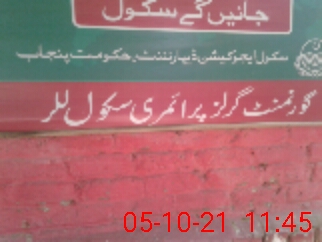 جائیں گے سکول
سکول ایجوکیشن ڈیپارٹمنٹ، حکومت پنجاب
گورنمنٹ گرلز پرائمری سکول للر
05-10-21 11:45